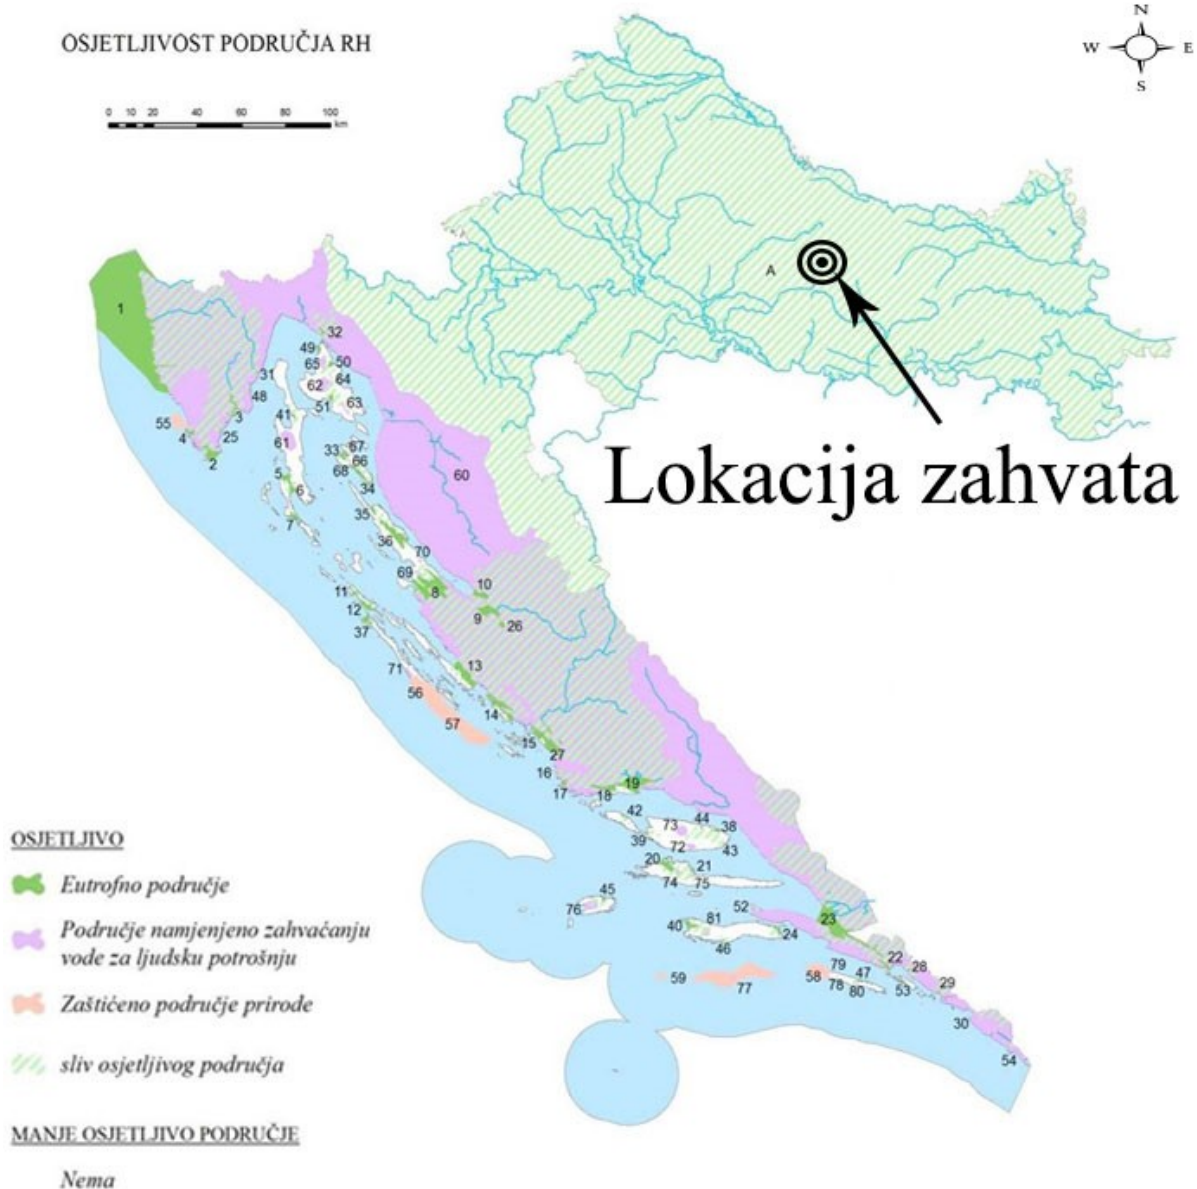 OSJETLJIVOST PODRUČJA RH
N
W E
S
0 10 20 40 60 80 100
km
A
Lokacija zahvata
1
32
49
65 50
31 62 64
48 51 63
3 41
55 4 25
2
61
33 67
66
68
5 34
6
60
7 35
36
70
69
8 10
11
12 9 26
37
13
71
56
14
57
15 27
16
17 18 19
42 44
73 38
39 72 43
20 21
74 75
45
76 52
81 23
40 24
46
22
79 28
59 58 47 29
77 78 80 53
30
54
OSJETLJIVO
Eutrofno područje
Područje namjenjeno zahvaćanju
vode za ljudsku potrošnju
Zaštićeno područje prirode
sliv osjetljivog područja
MANJE OSJETLJIVO PODRUČJE
Nema